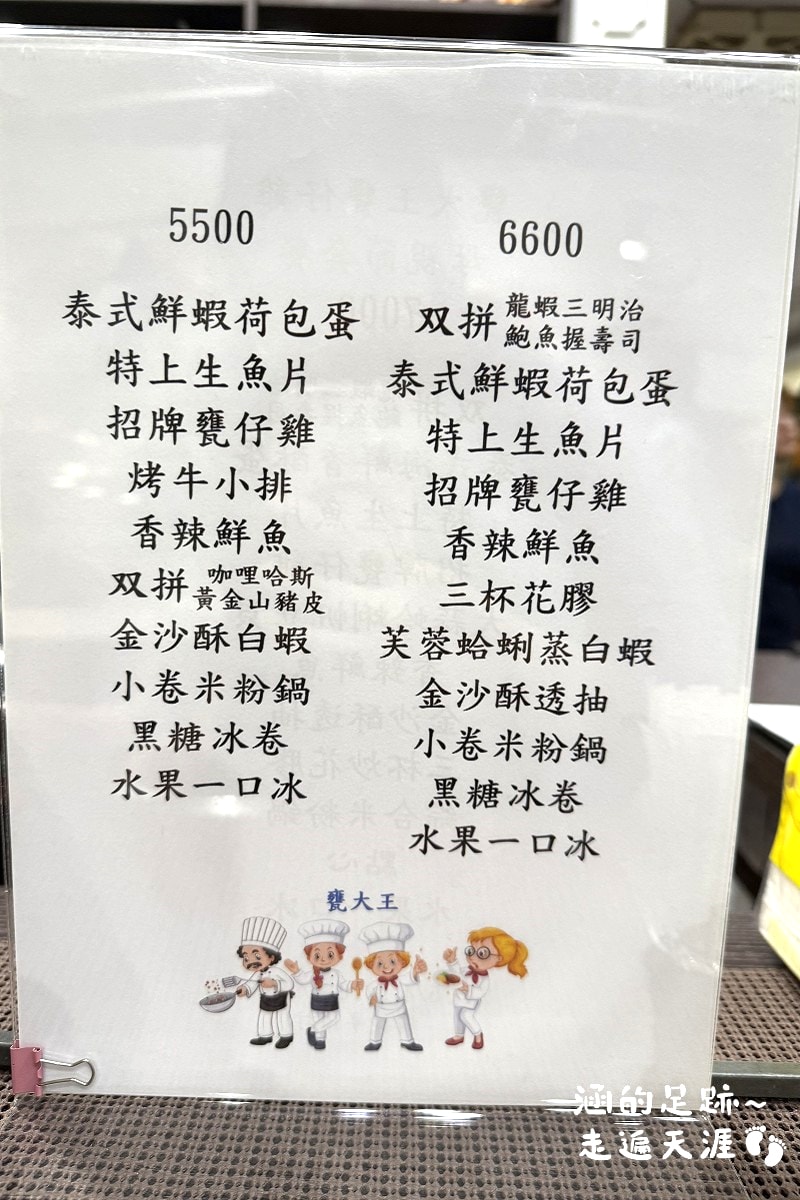 5500
泰式鮮蝦荷包蛋
特上生魚片
招牌甕仔雞
烤牛小排
香辣鮮魚
双拼 咖哩哈斯
黃金山豬皮
金沙酥白蝦
小卷米粉鍋
黑糖冰卷
水果一口冰
6600
双拼 龍蝦三明治
鮑魚握壽司
泰式鮮蝦荷包蛋
特上生魚片
招牌甕仔雞
香辣鮮魚
三杯花膠
芙蓉蛤蜊蒸白蝦
金沙酥透抽
小卷米粉鍋
黑糖冰卷
水果一口冰
甕大王
涵的足跡~
走遍天涯